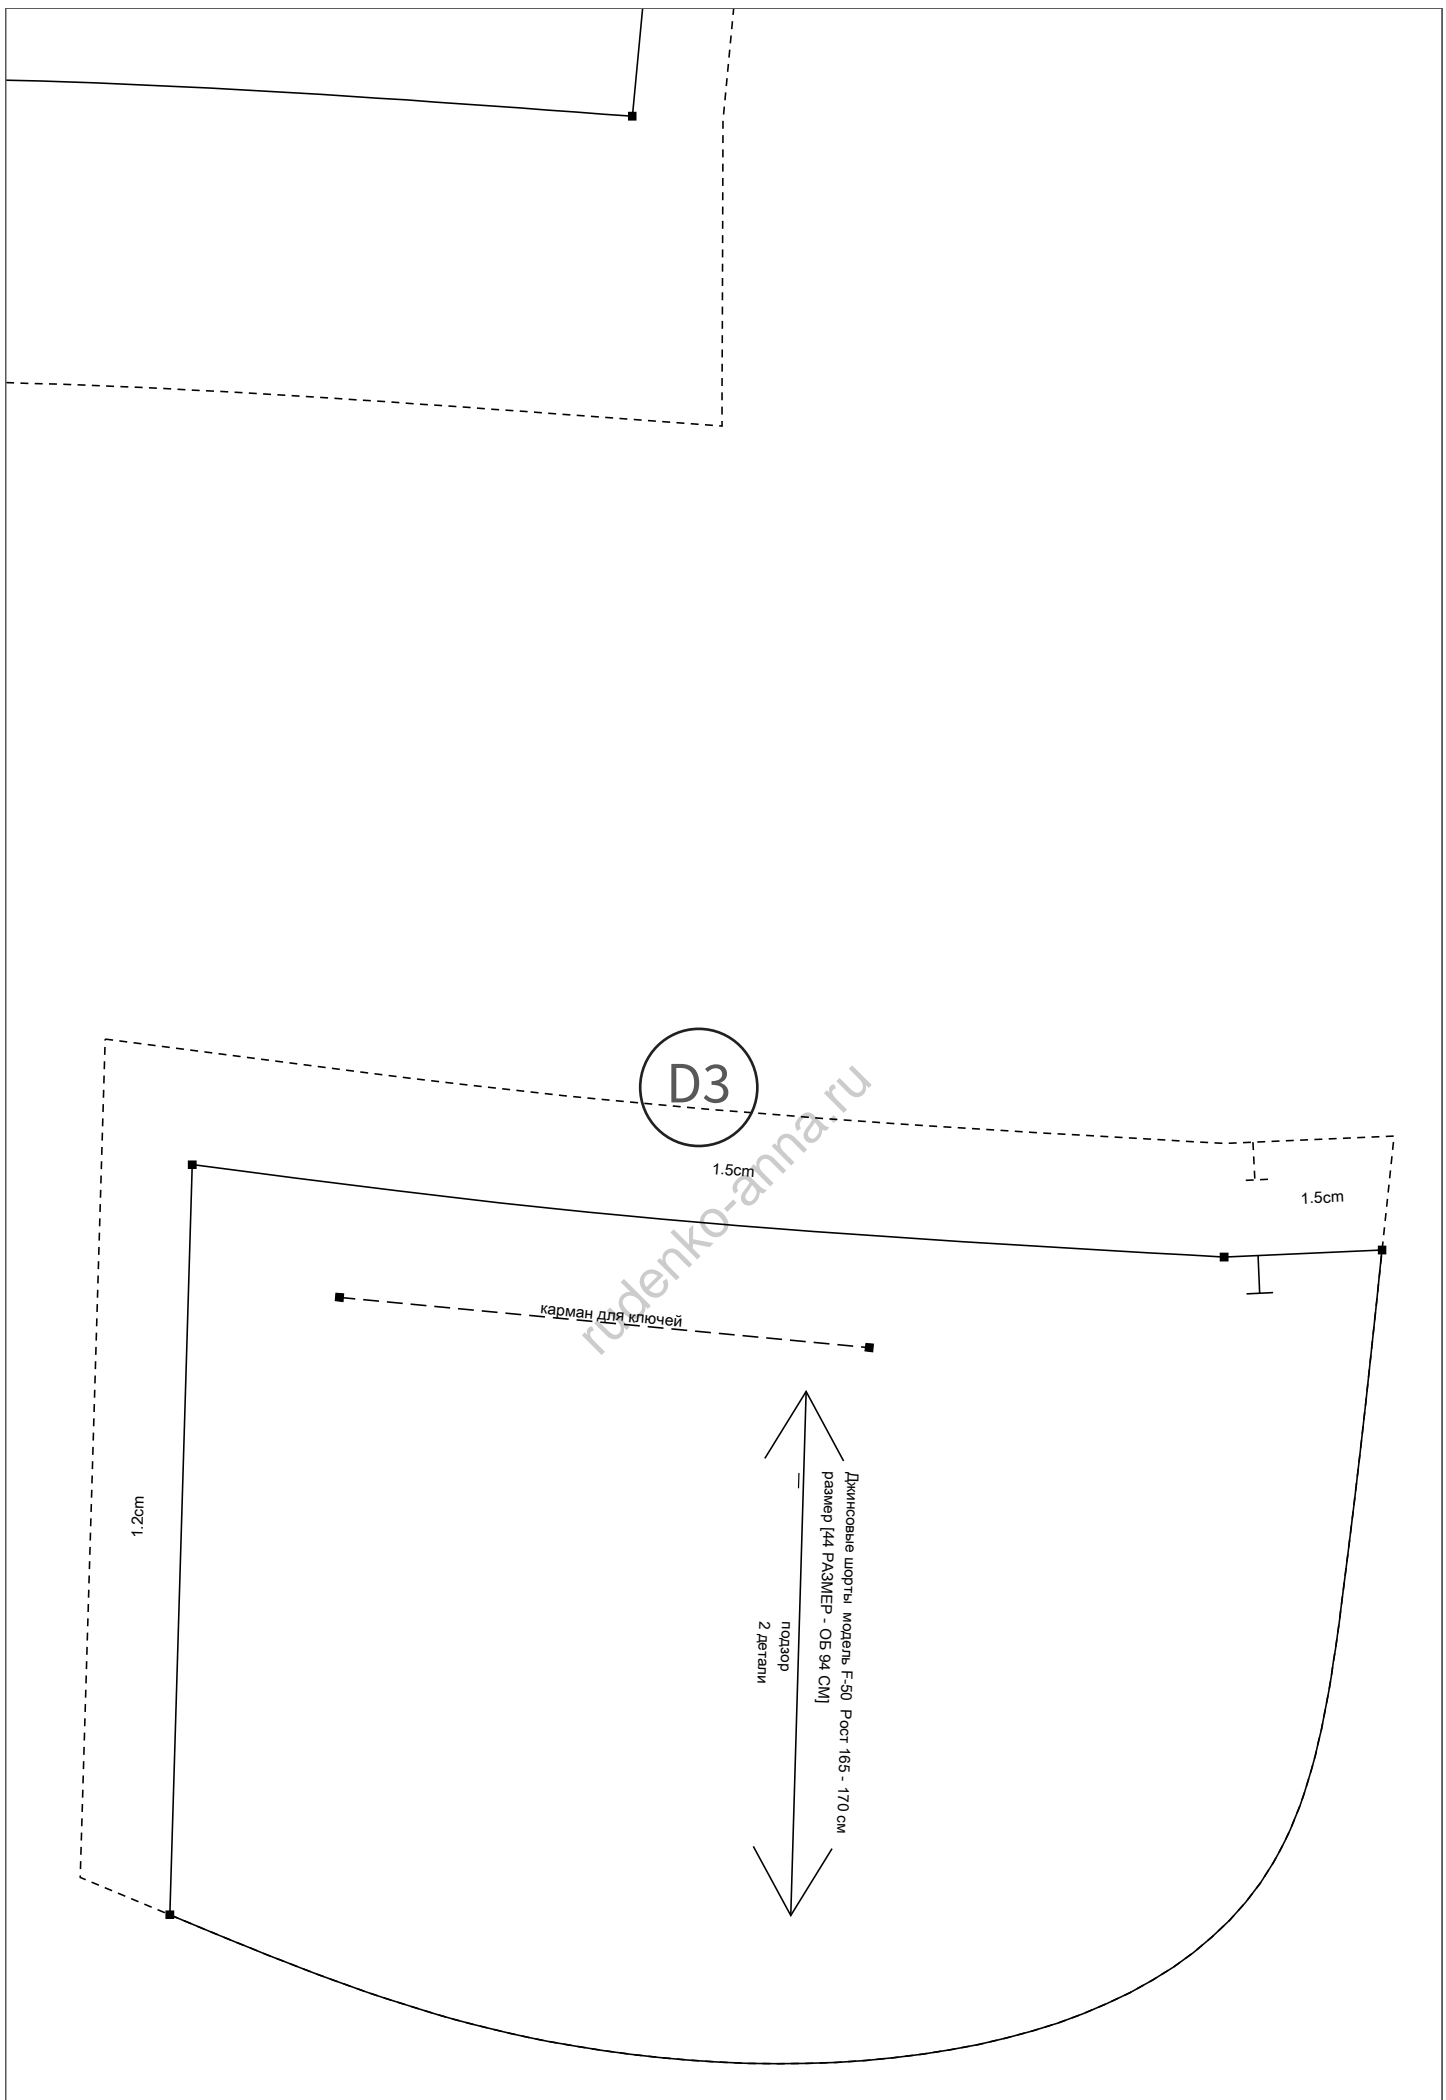 D3
rudenko-anna.ru
1.5cm
1.5cm
карман для ключей
1.2cm
Джинсовые шорты модель F-50 Рост 165 - 170 см
размер [44 РАЗМЕР - ОБ 94 СМ]
подзор
2 детали